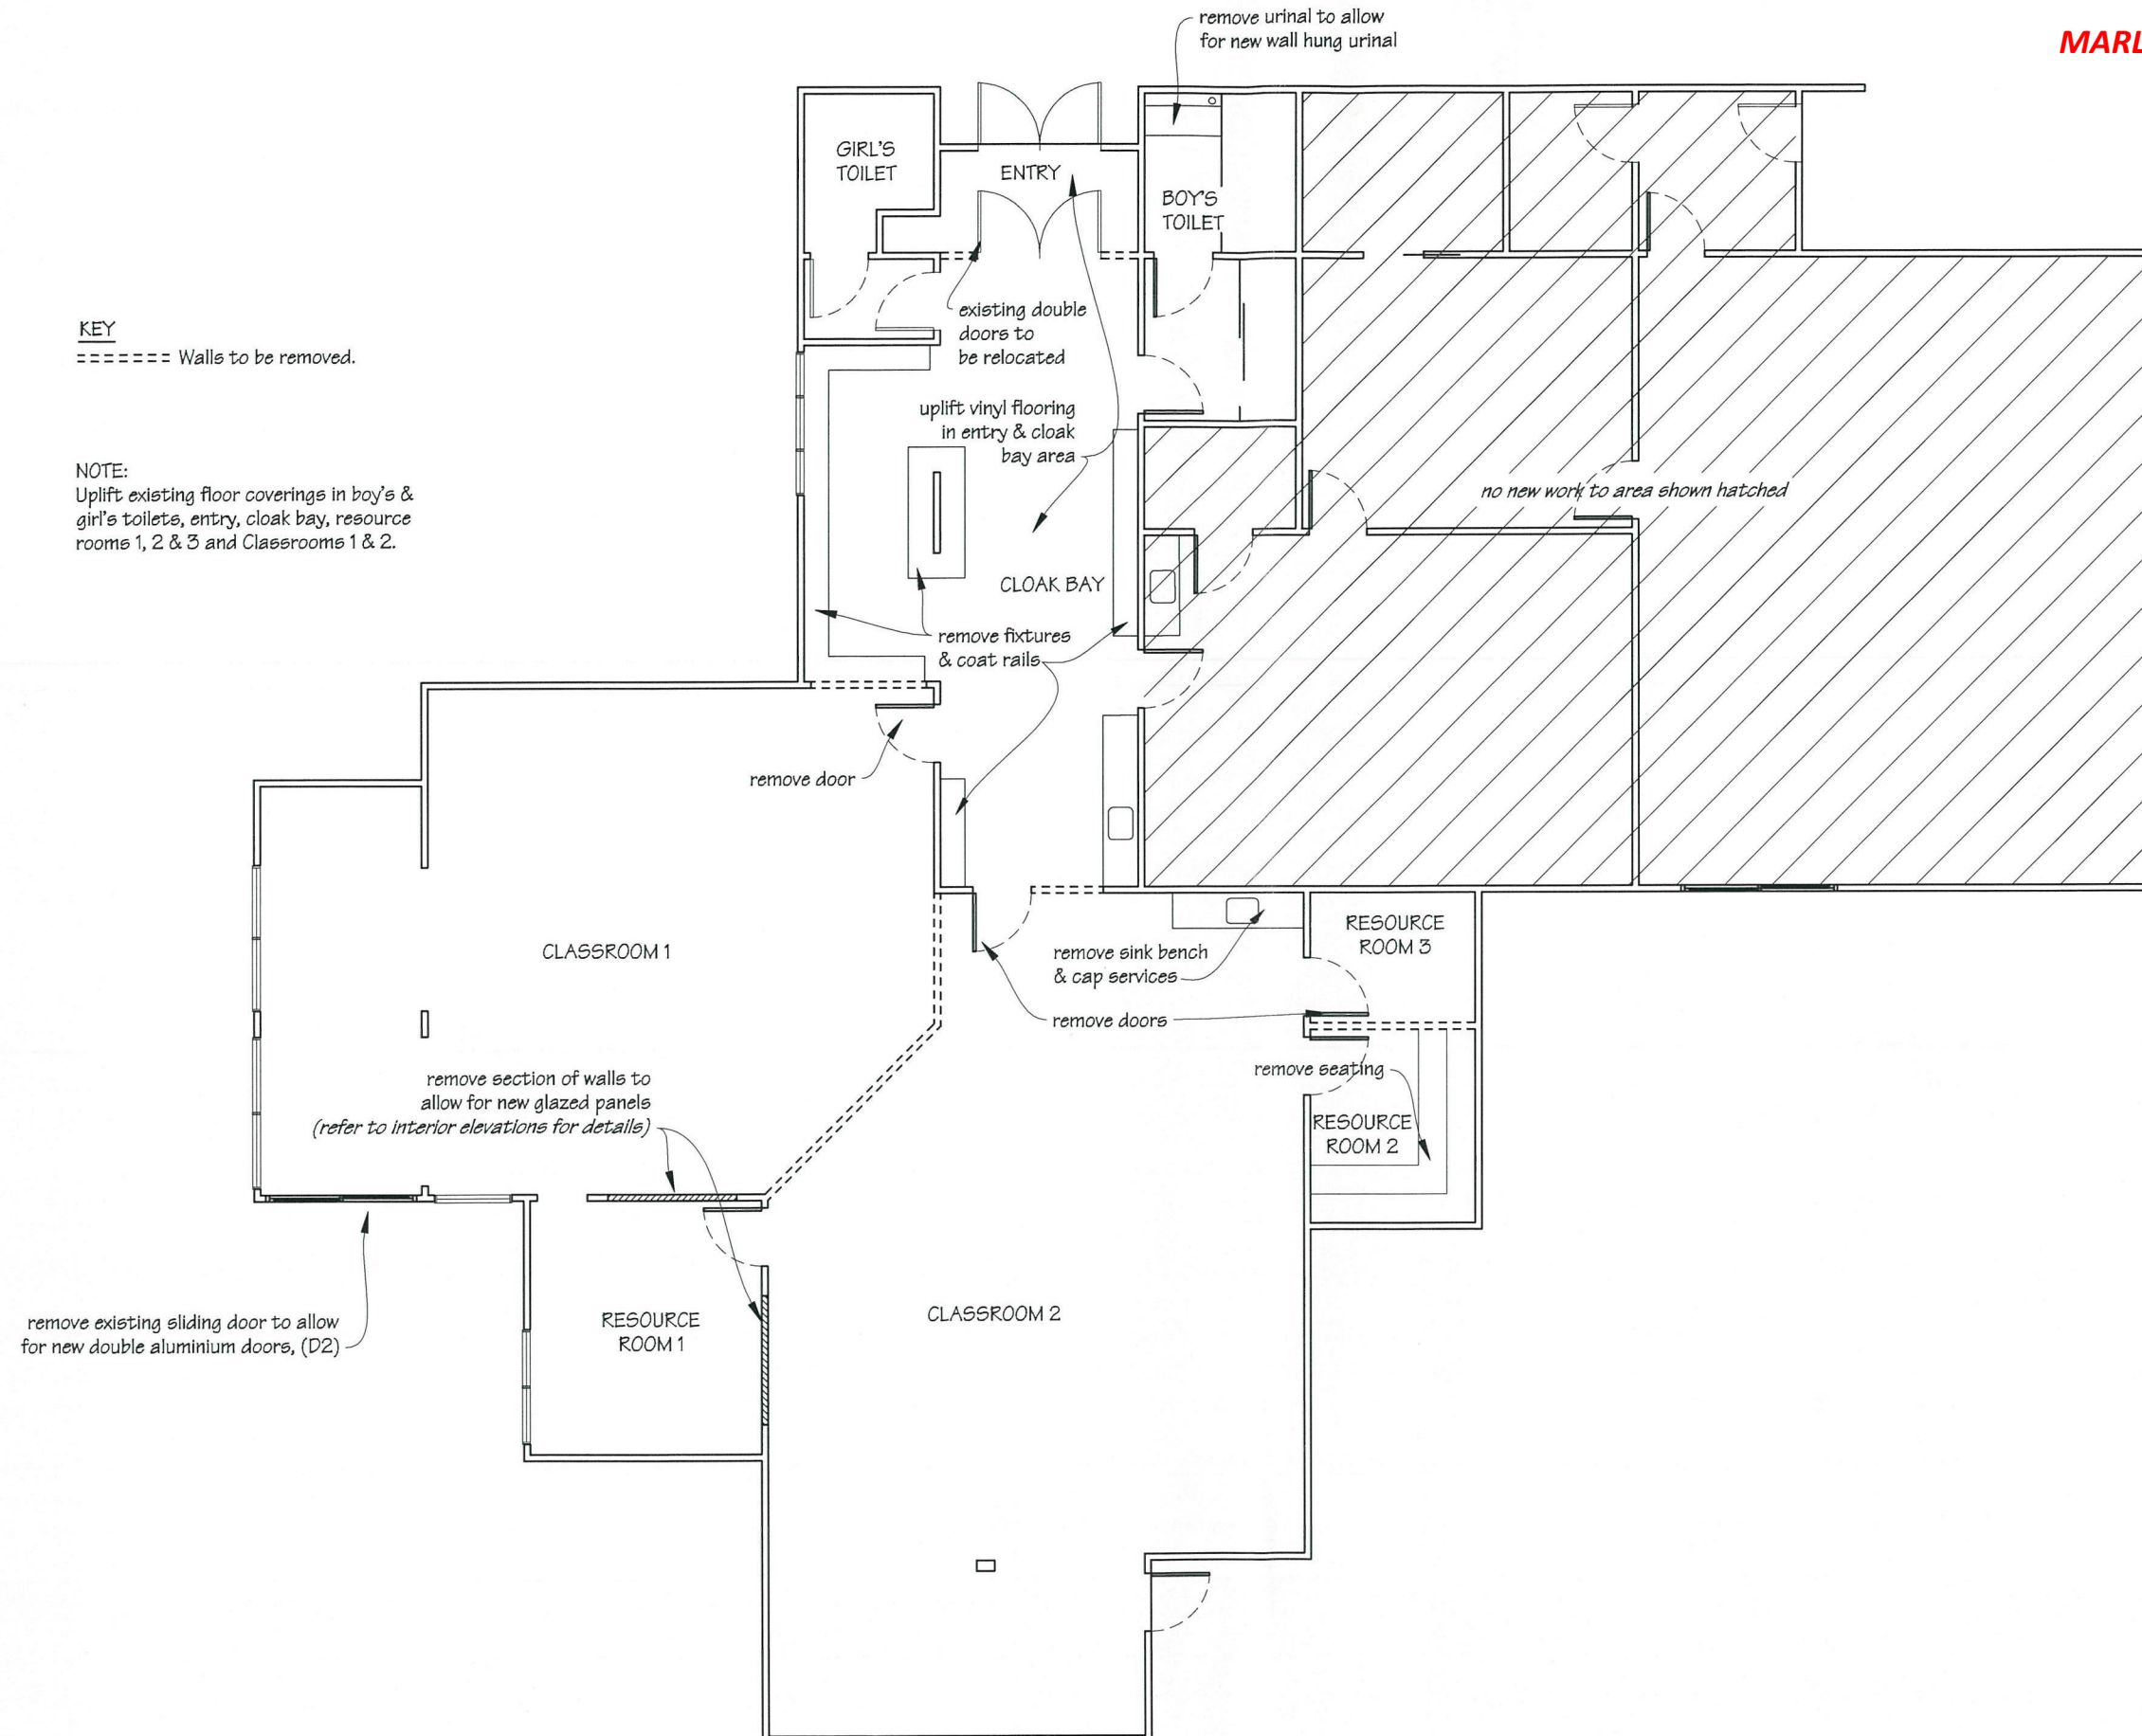 remove urinal to allow
for new wall hung urinal
MARL
GIRL'S
TOILET
ENTRY
BOY'S
TOILET
KEY
Walls to be removed.
existing double
doors to
be relocated
uplift vinyl flooring
in entry & cloak
bay area
NOTE:
Uplift existing floor coverings in boy's &
girl's toilets, entry, cloak bay, resource
rooms 1, 2 & 3 and Classrooms 1 & 2.
no new work to area shown hatched
CLOAK BAY
remove fixtures
& coat rails
remove door
CLASSROOM 1
remove sink bench
& cap services
RESOURCE
ROOM 3
remove doors
remove section of walls to
allow for new glazed panels
(refer to interior elevations for details)
remove seating
RESOURCE
ROOM 2
remove existing sliding door to allow
for new double aluminium doors, (D2)
RESOURCE
ROOM 1
CLASSROOM 2